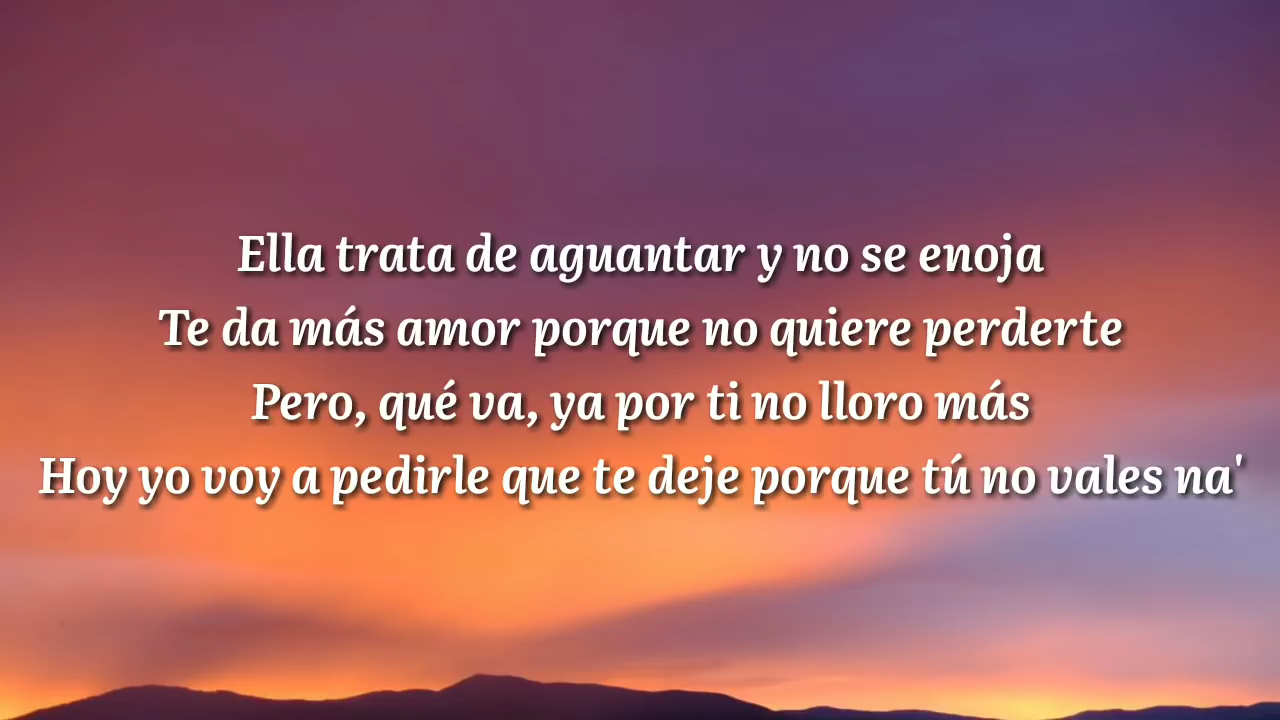 Ella trata de aguantar y no se enoja
Te da más amor porque no quiere perderte
Pero, qué va, ya por ti no lloro más
Hoy yo voy a pedirle que te deje porque tú no vales na'